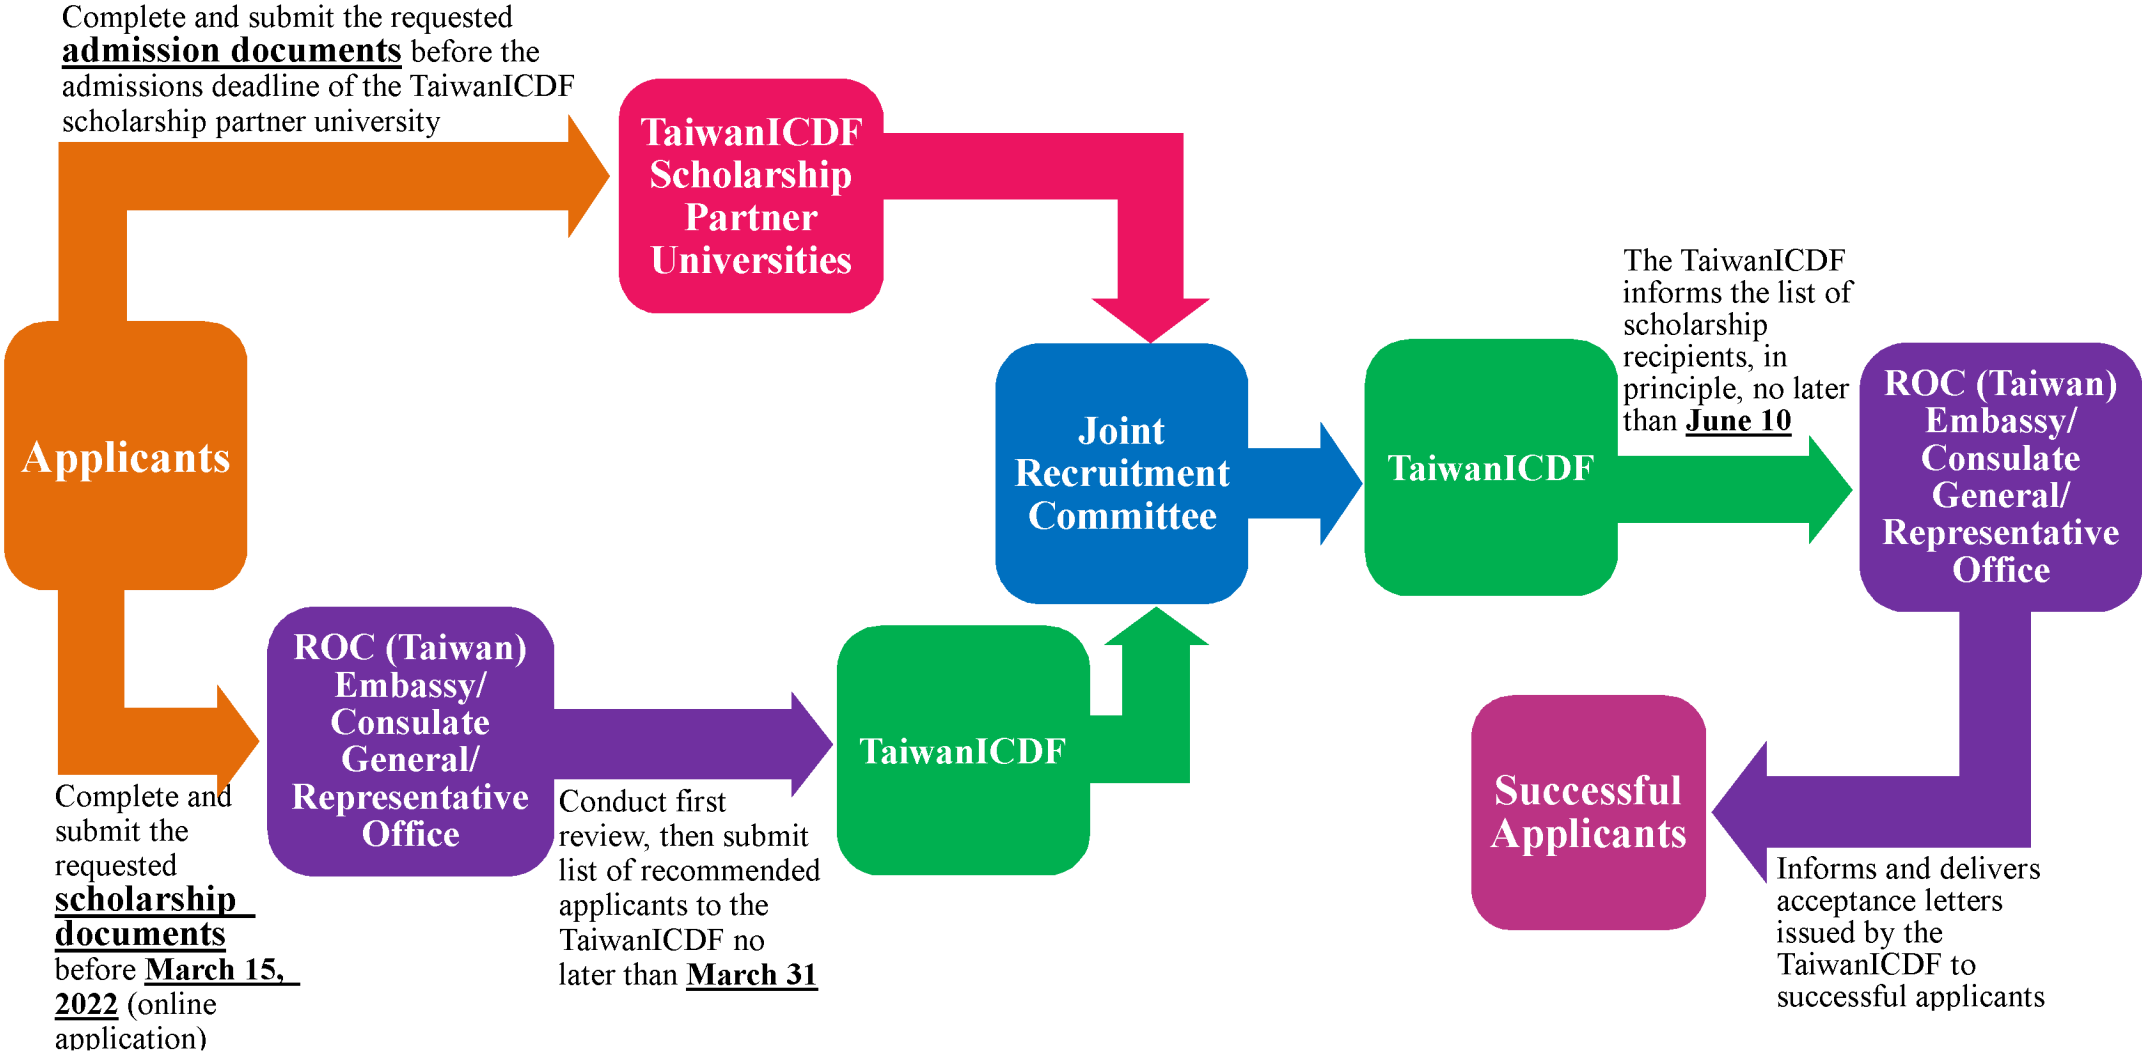 Complete and submit the requested
admission documents before the
admissions deadline of the TaiwanICDF
scholarship partner university
TaiwanICDF
Scholarship
Partner
Universities
Applicants
Joint
Recruitment
Committee
TaiwanICDF
The TaiwanICDF
informs the list of
scholarship
recipients, in
principle, no later
than June 10
ROC (Taiwan)
Embassy/
Consulate
General/
Representative
Office
Complete and
submit the
requested
scholarship
documents
before March 15,
2022 (online
application)
ROC (Taiwan)
Embassy/
Consulate
General/
Representative
Office
Conduct first
review, then submit
list of recommended
applicants to the
TaiwanICDF no
later than March 31
TaiwanICDF
Successful
Applicants
Informs and delivers
acceptance letters
issued by the
TaiwanICDF to
successful applicants